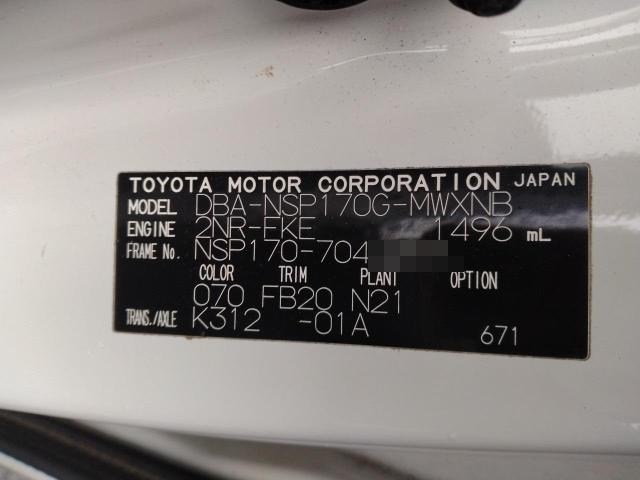 TOYOTA MOTOR CORPORATION JAPAN
MODEL DBA-NSP170G-MWXNB
ENGINE 2NR-FKE 1496 mL
FRAME No. NSP170-704
COLOR TRIM PLANT OPTION
070 FB20 N21
TRANS./AXLE K312 -01A
671